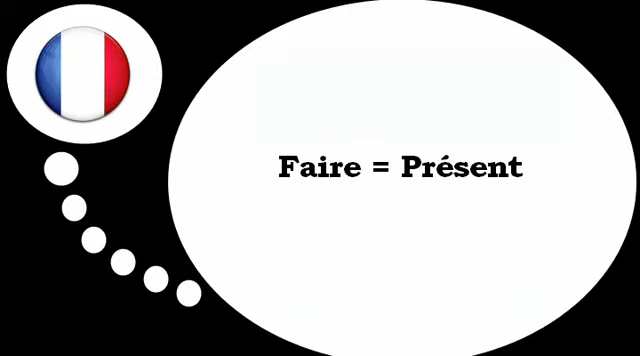 Faire = Présent